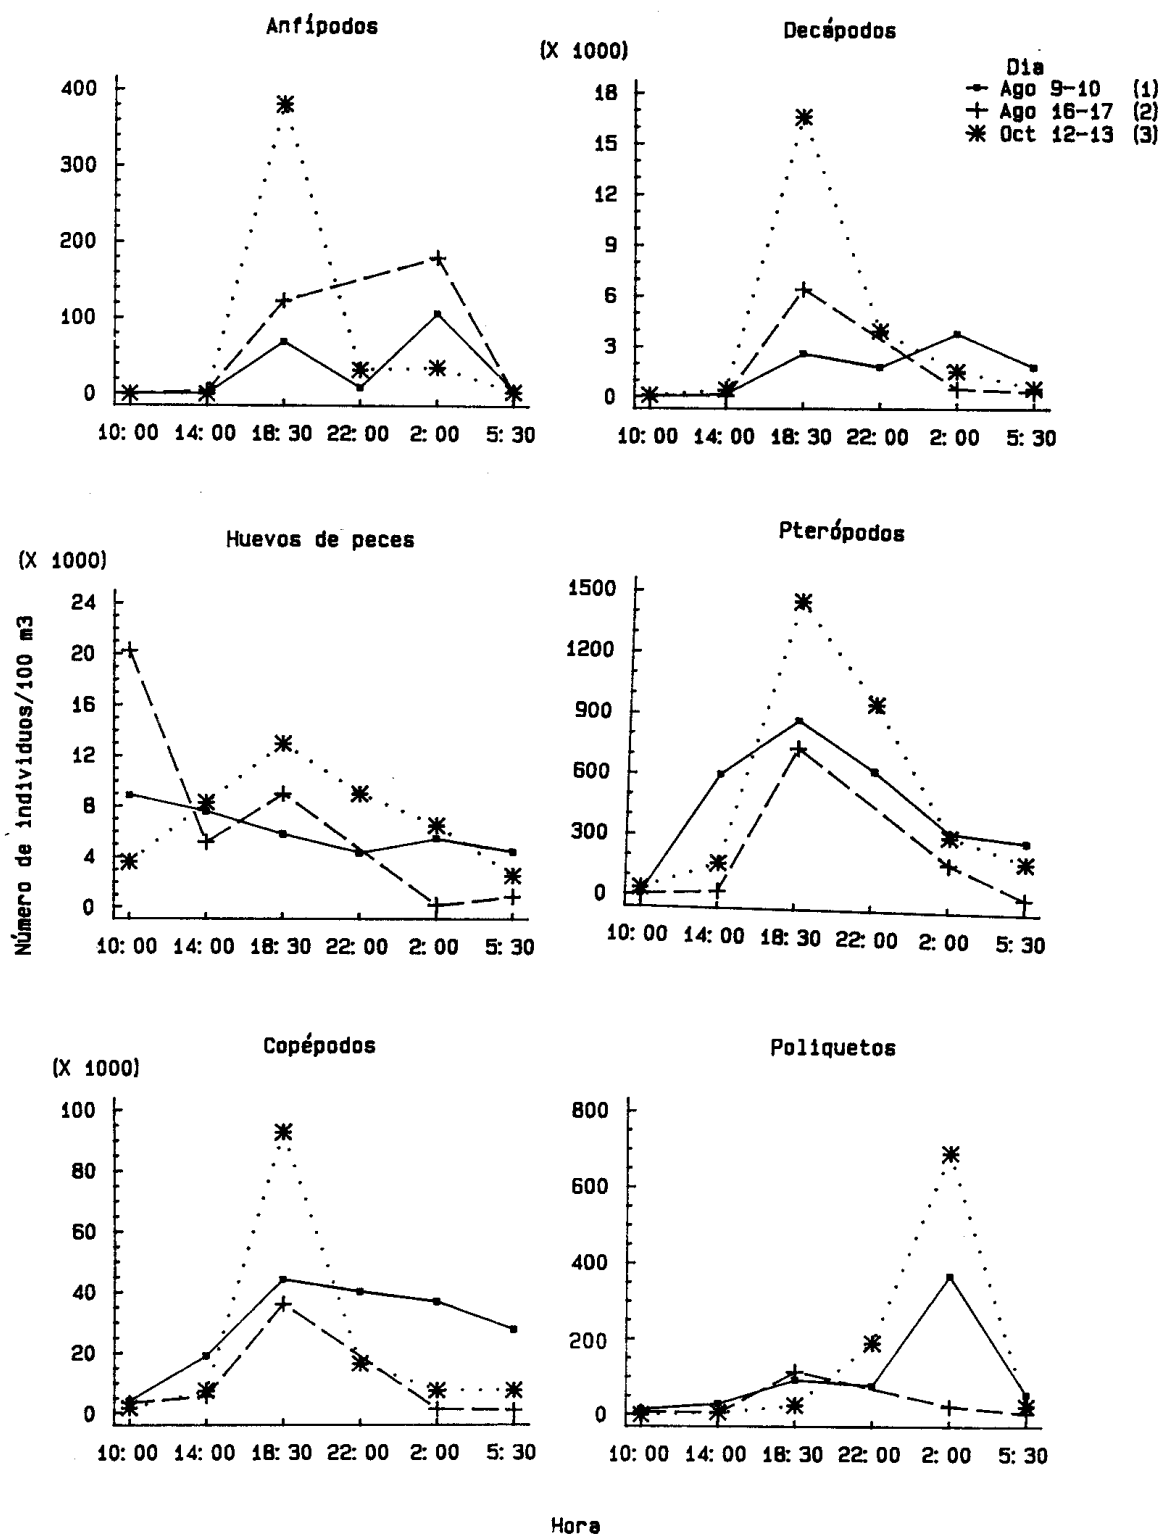 Anfípodos
400
300
200
100
0
10:00 14:00 18:30 22:00 2:00 5:30
Decápodos
(X 1000)
Dia
Ago 9-10 (1)
Ago 16-17 (2)
Oct 12-13 (3)
18
15
12
9
6
3
0
10:00 14:00 18:30 22:00 2:00 5:30
Huevos de peces
(X 1000)
24
20
16
12
8
4
0
10:00 14:00 18:30 22:00 2:00 5:30
Pterópodos
1500
1200
900
600
300
0
10:00 14:00 18:30 22:00 2:00 5:30
Número de individuos/100 m3
Copépodos
(X 1000)
100
80
60
40
20
0
10:00 14:00 18:30 22:00 2:00 5:30
Poliquetos
800
600
400
200
0
10:00 14:00 18:30 22:00 2:00 5:30
Hora